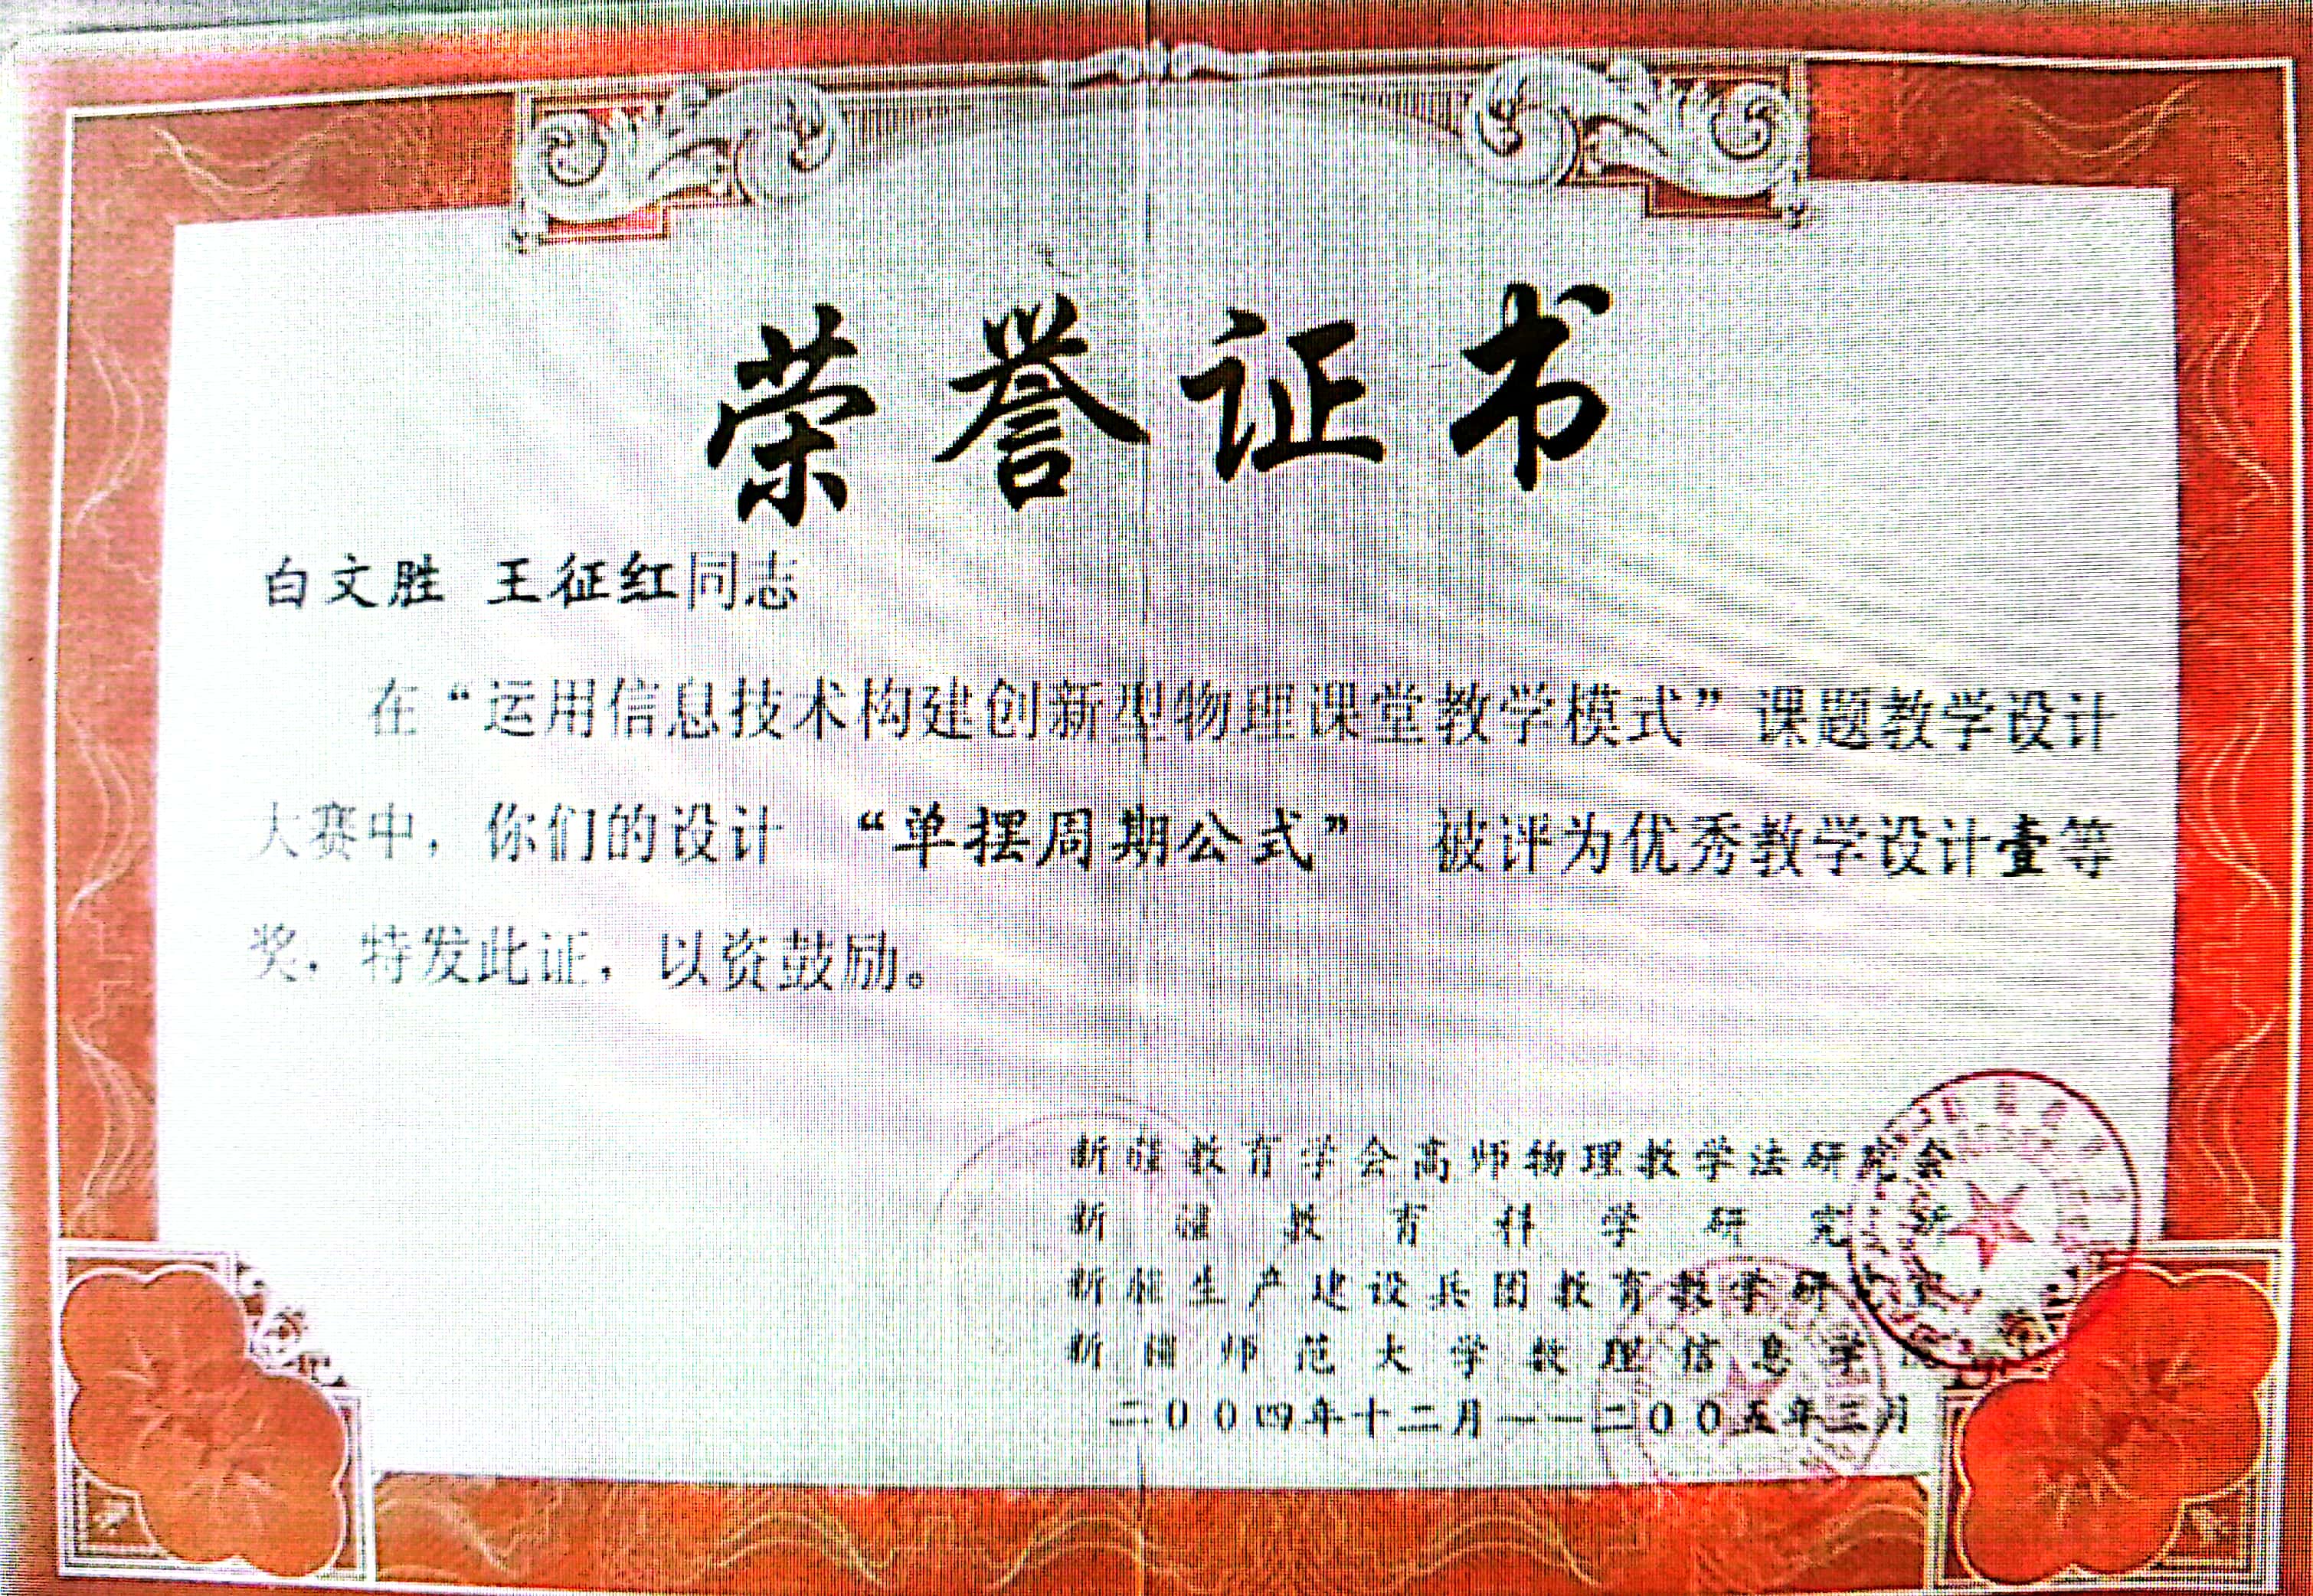 荣誉证书
白文胜 王征红同志
在“运用信息技术构建创新型物理课堂教学模式”课题教学设计
大赛中，你们的设计 “单摆周期公式” 被评为优秀教学设计壹等
奖，特发此证，以资鼓励。
新疆教育学会高师物理教学法研究会
新疆教育科学研究
新疆生产建设兵团教育教学研
新疆师范大学数理信息学
二00四年十二月——二00五年三月